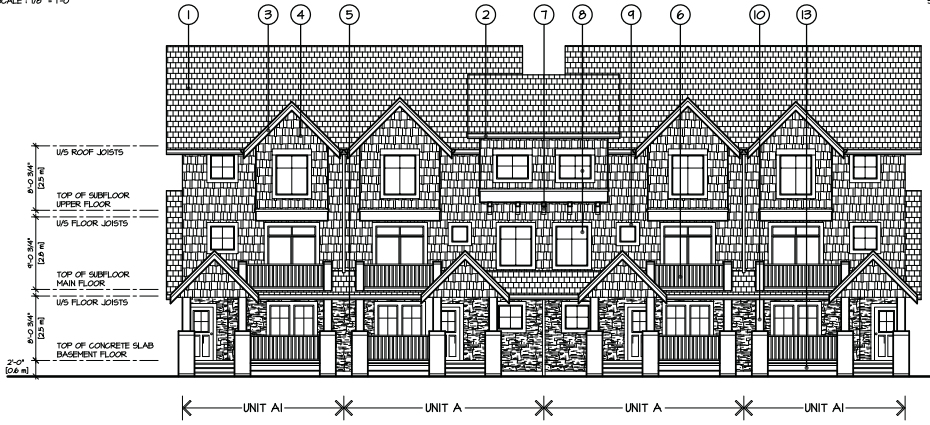 SCALE : 1/8" = 1'-0"
1 3 4 5 2 7 8 9 6 10 13
U/S ROOF JOISTS
8'-0 3/4"
[2.5 m]
TOP OF SUBFLOOR
UPPER FLOOR
U/S FLOOR JOISTS
9'-0 3/4"
[2.8 m]
TOP OF SUBFLOOR
MAIN FLOOR
U/S FLOOR JOISTS
8'-0 3/4"
[2.5 m]
TOP OF CONCRETE SLAB
BASEMENT FLOOR
2'-0"
[0.6 m]
UNIT A1 UNIT A UNIT A UNIT A1